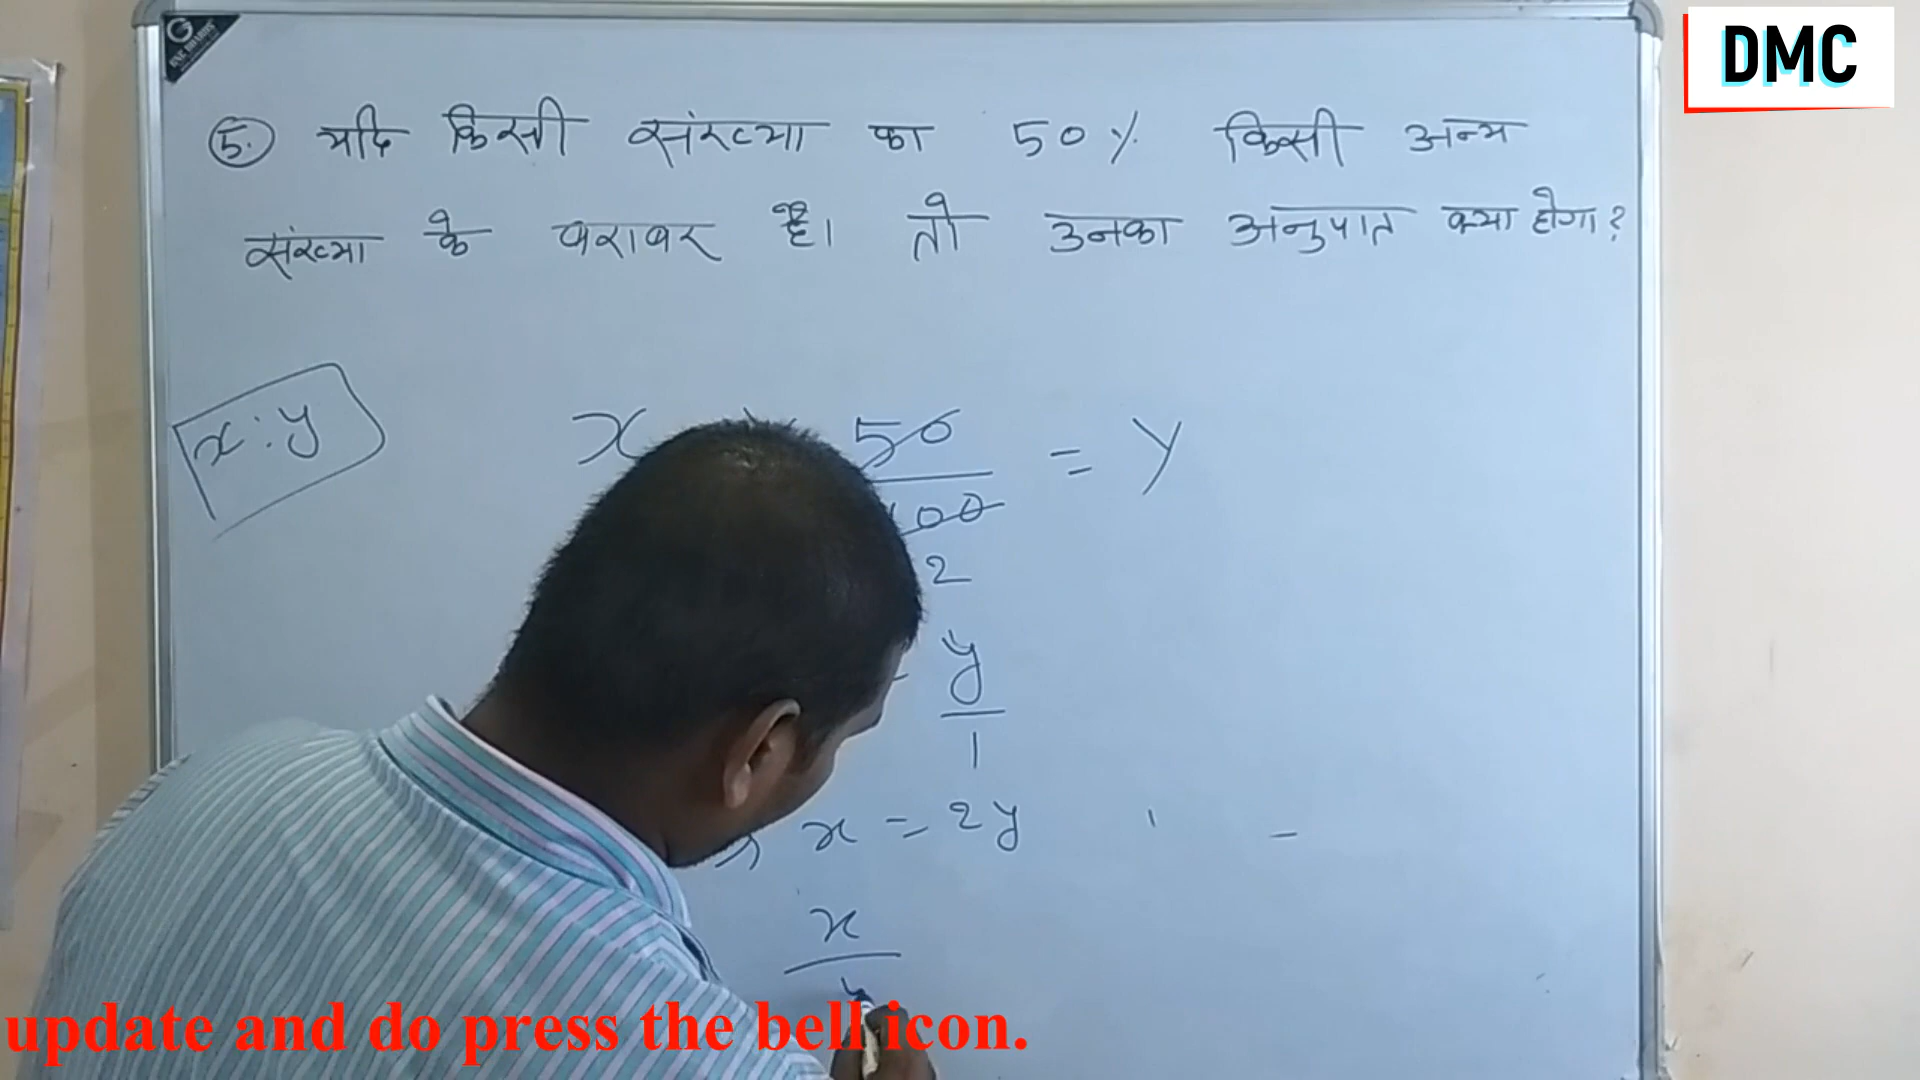 DMC
5. यदि किसी संख्या का 50% किसी अन्य
संख्या के बराबर है। तो उनका अनुपात क्या होगा?
x : y
x 50 = y
100
2
y
1
x = 2y
x
update and do press the bell icon.